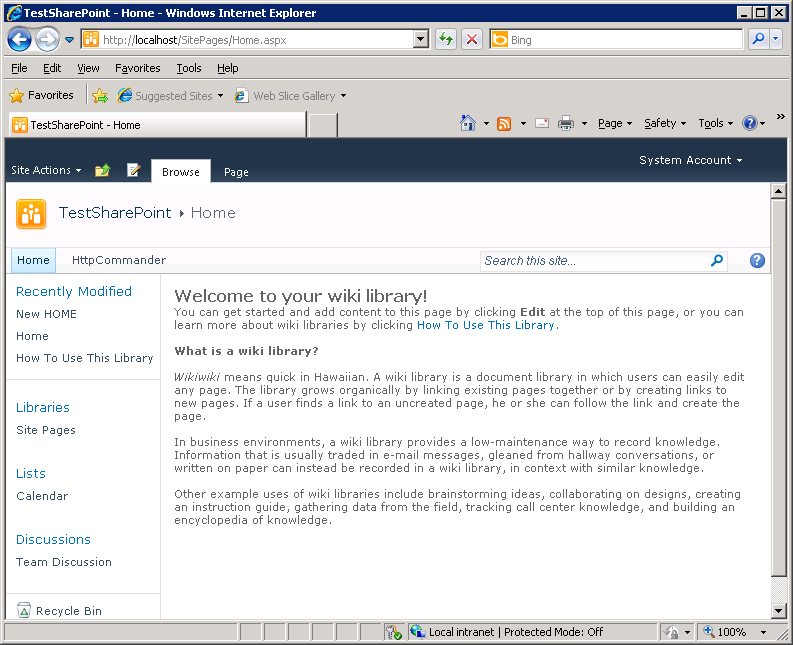 TestSharePoint - Home - Windows Internet Explorer
http://localhost/SitePages/Home.aspx
Bing
File Edit View Favorites Tools Help
Favorites Suggested Sites Web Slice Gallery
TestSharePoint - Home
Page Safety Tools »
Site Actions Browse Page System Account
TestSharePoint Home
Home HttpCommander Search this site...
Recently Modified
New HOME
Home
How To Use This Library
Libraries
Site Pages
Lists
Calendar
Discussions
Team Discussion
Recycle Bin
Welcome to your wiki library!
You can get started and add content to this page by clicking Edit at the top of this page, or you can
learn more about wiki libraries by clicking How To Use This Library.
What is a wiki library?
Wikiwiki means quick in Hawaiian. A wiki library is a document library in which users can easily edit
any page. The library grows organically by linking existing pages together or by creating links to
new pages. If a user finds a link to an uncreated page, he or she can follow the link and create the
page.
In business environments, a wiki library provides a low-maintenance way to record knowledge.
Information that is usually traded in e-mail messages, gleaned from hallway conversations, or
written on paper can instead be recorded in a wiki library, in context with similar knowledge.
Other example uses of wiki libraries include brainstorming ideas, collaborating on designs, creating
an instruction guide, gathering data from the field, tracking call center knowledge, and building an
encyclopedia of knowledge.
Local intranet | Protected Mode: Off 100%